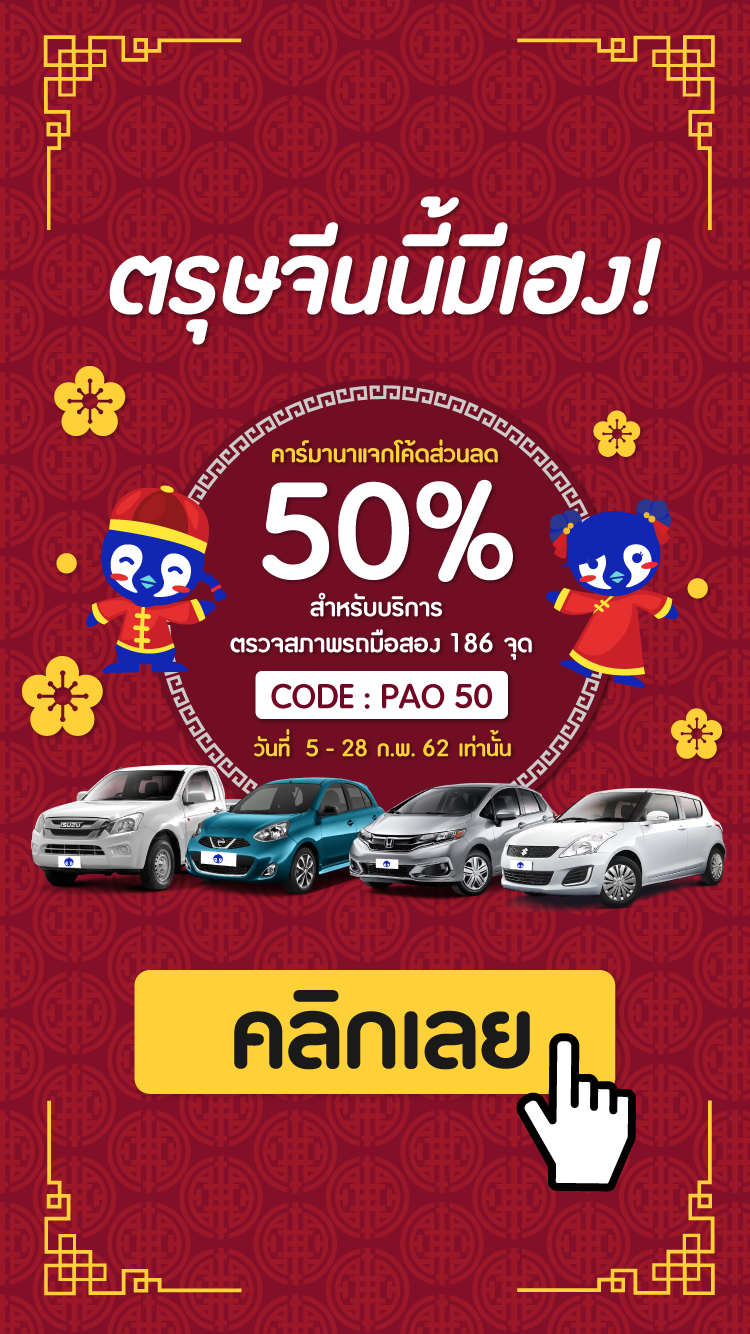 ตรุษจีนนี้มีเฮง!
คาร์มานาแจกโค้ดส่วนลด
50%
สำหรับบริการ
ตรวจสภาพรถมือสอง 186 จุด
CODE : PAO 50
วันที่ 5 - 28 ก.พ. 62 เท่านั้น
ISUZU
คลิกเลย